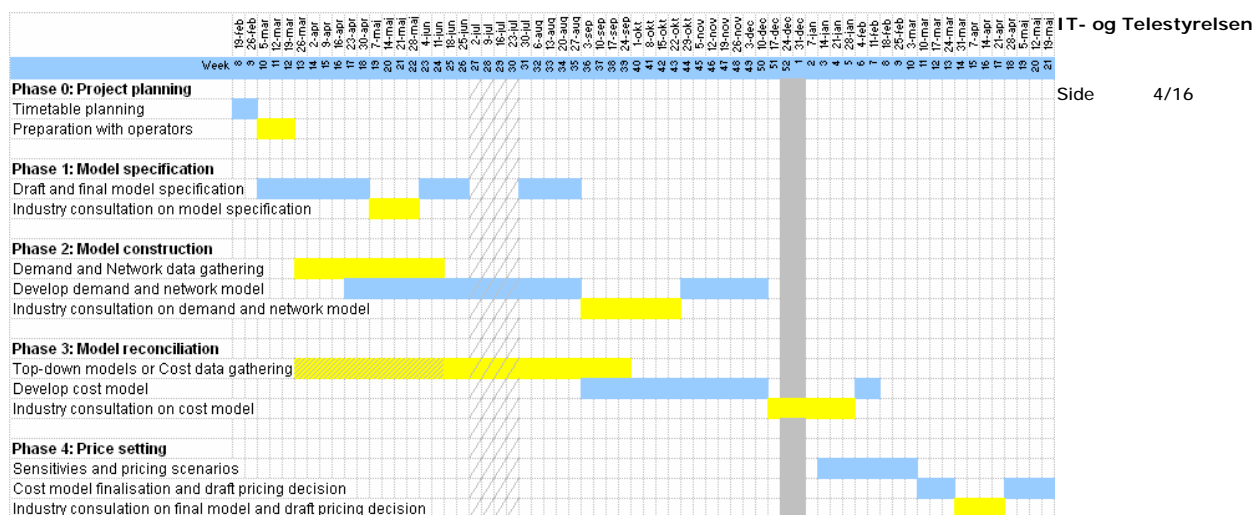 19-feb 26-feb 5-mar 12-mar 19-mar 26-mar 2-apr 9-apr 16-apr 23-apr 30-apr 7-maj 14-maj 21-maj 28-maj 4-jun 11-jun 18-jun 25-jun 2-jul 9-jul 16-jul 23-jul 30-jul 6-aug 13-aug 20-aug 27-aug 3-sep 10-sep 17-sep 24-sep 1-okt 8-okt 15-okt 22-okt 29-okt 5-nov 12-nov 19-nov 26-nov 3-dec 10-dec 17-dec 24-dec 31-dec 7-jan 14-jan 21-jan 28-jan 4-feb 11-feb 18-feb 25-feb 3-mar 10-mar 17-mar 24-mar 31-mar 7-apr 14-apr 21-apr 28-apr 5-maj 12-maj 19-maj
IT- og Telestyrelsen
Week 8 9 10 11 12 13 14 15 16 17 18 19 20 21 22 23 24 25 26 27 28 29 30 31 32 33 34 35 36 37 38 39 40 41 42 43 44 45 46 47 48 49 50 51 52 1 2 3 4 5 6 7 8 9 10 11 12 13 14 15 16 17 18 19 20 21
Phase 0: Project planning
Side 4/16
Timetable planning
Preparation with operators
Phase 1: Model specification
Draft and final model specification
Industry consultation on model specification
Phase 2: Model construction
Demand and Network data gathering
Develop demand and network model
Industry consultation on demand and network model
Phase 3: Model reconciliation
Top-down models or Cost data gathering
Develop cost model
Industry consultation on cost model
Phase 4: Price setting
Sensitivies and pricing scenarios
Cost model finalisation and draft pricing decision
Industry consulation on final model and draft pricing decision